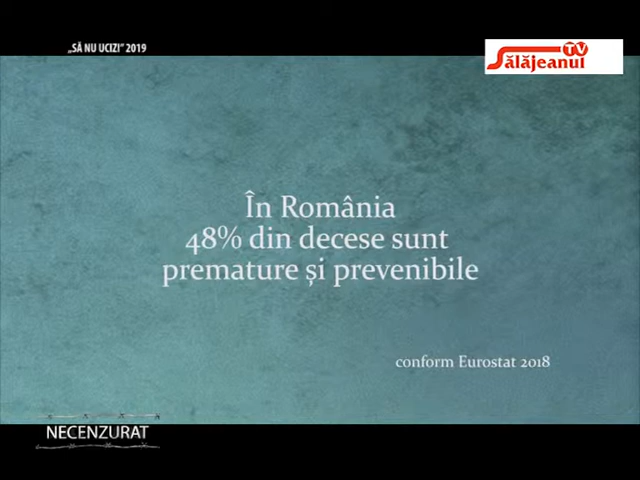 „SĂ NU UCIZI” 2019
Sălăjeanul TV
În România
48% din decese sunt
premature și prevenibile
conform Eurostat 2018
NECENZURAT